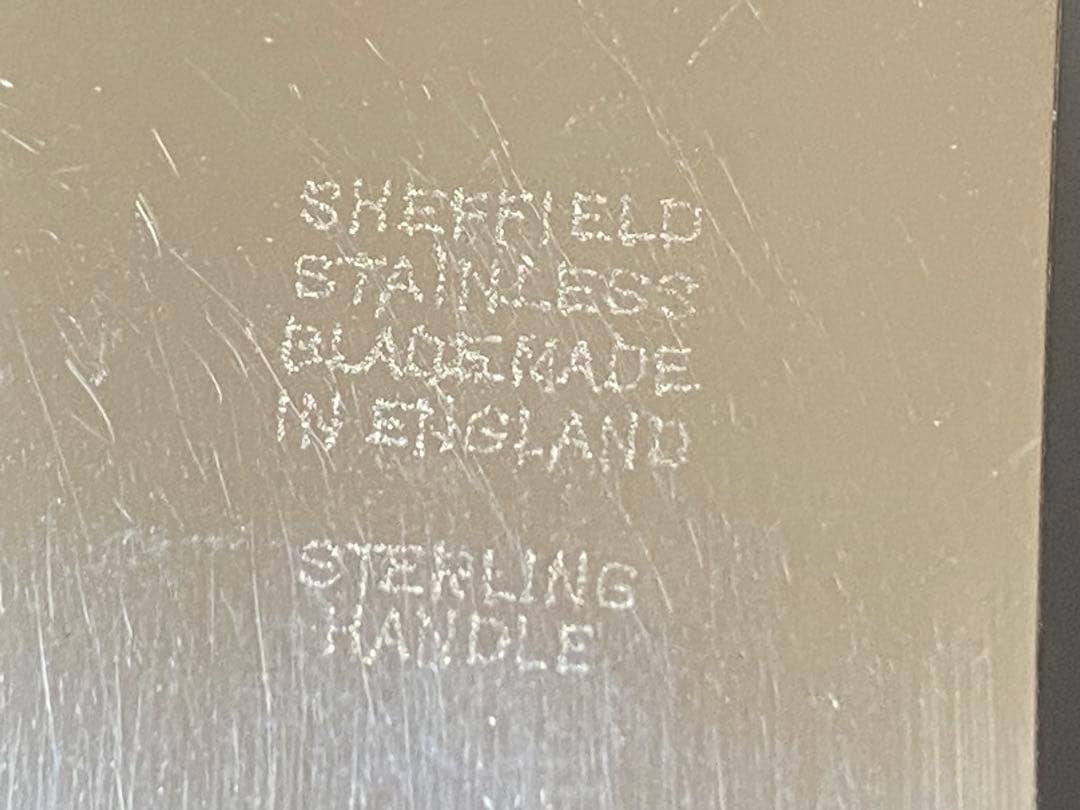 SHEFFIELD
STAINLESS
BLADE MADE
IN ENGLAND
STERLING
HANDLE